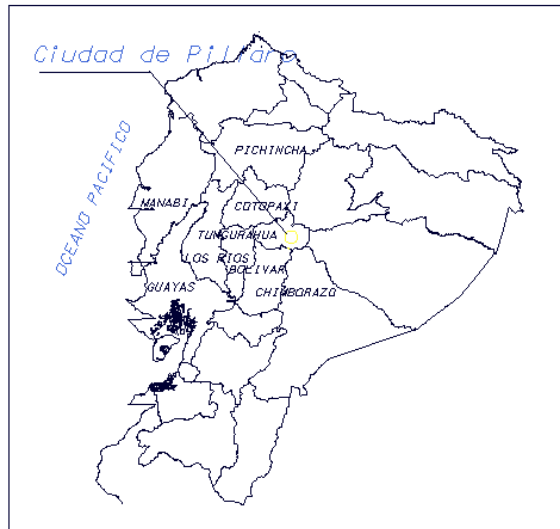 Ciudad de Pillaro
OCEANO PACIFICO
PICHINCHA
MANABI
COTOPAXI
TUNGURAHUA
LOS RIOS
BOLIVAR
GUAYAS
CHIMBORAZO